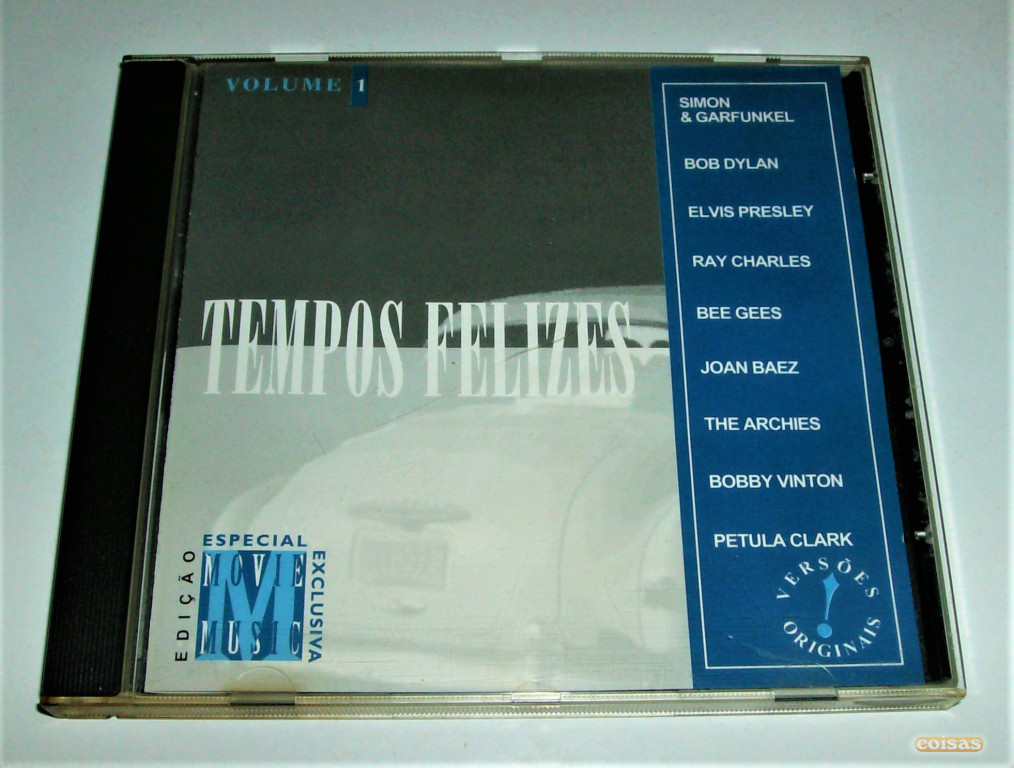 VOLUME 1
TEMPOS FELIZES
SIMON
& GARFUNKEL
BOB DYLAN
ELVIS PRESLEY
RAY CHARLES
BEE GEES
JOAN BAEZ
THE ARCHIES
BOBBY VINTON
PETULA CLARK
VERSÕES
ORIGINAIS
EDIÇÃO
ESPECIAL
EXCLUSIVA
MOVIE
M
MUSIC
coisas